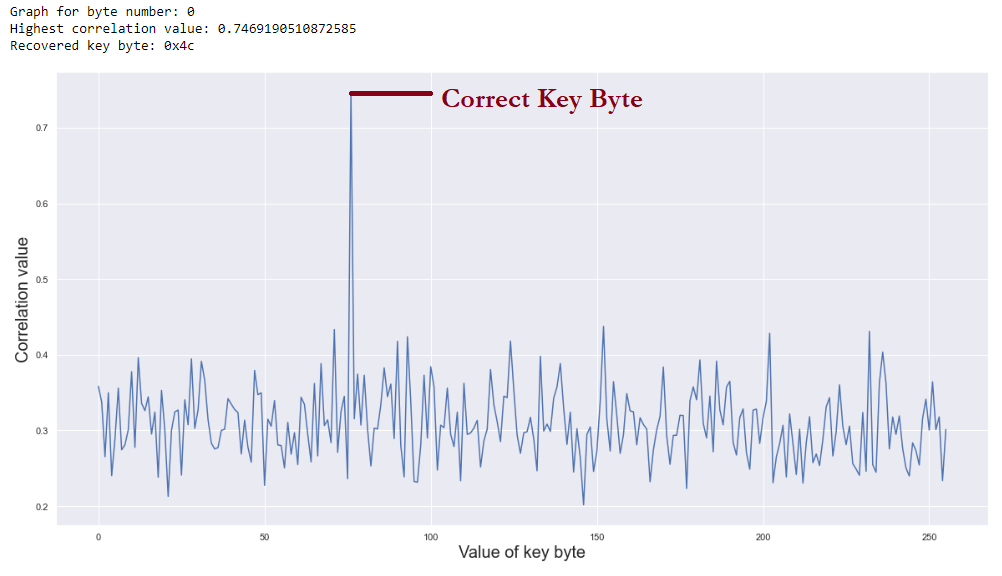 Graph for byte number: 0
Highest correlation value: 0.7469190510872585
Recovered key byte: 0x4c
Correct Key Byte
0.7
0.6
0.5
0.4
0.3
0.2
Correlation value
0
50
100
150
200
250
Value of key byte